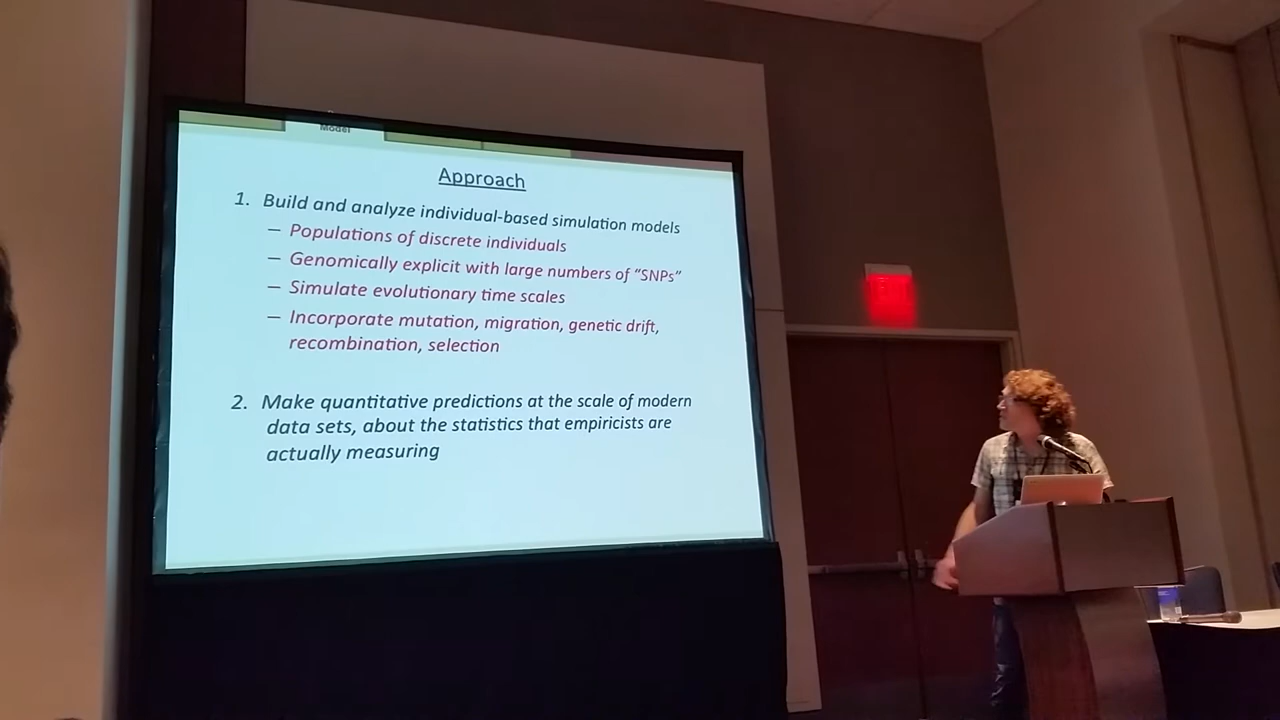 Model
Approach
1. Build and analyze individual-based simulation models
– Populations of discrete individuals
– Genomically explicit with large numbers of “SNPs”
– Simulate evolutionary time scales
– Incorporate mutation, migration, genetic drift,
recombination, selection
2. Make quantitative predictions at the scale of modern
data sets, about the statistics that empiricists are
actually measuring